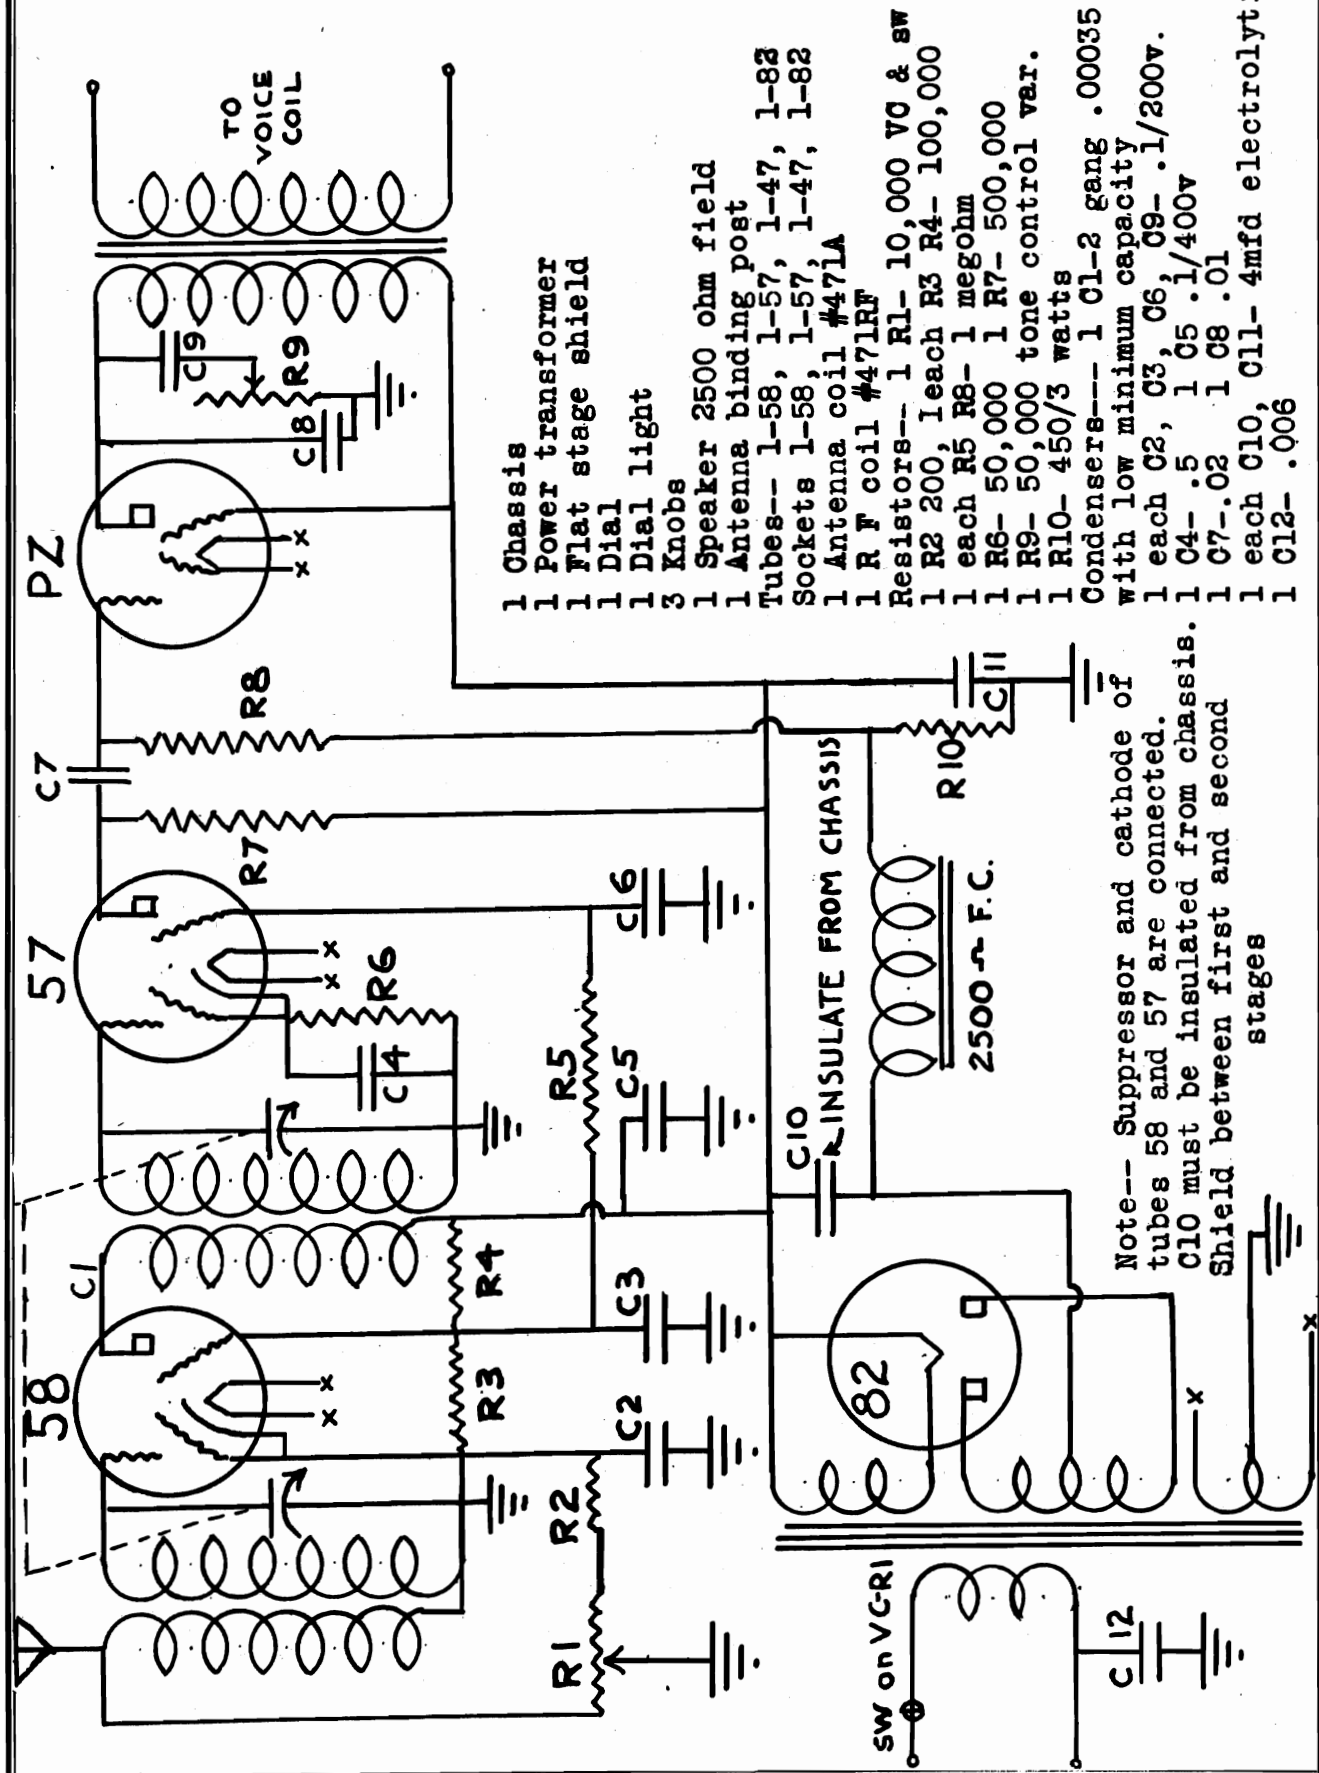 58
57
PZ
C1
C7
R7
R8
C8
C9
R9
TO
VOICE
COIL
x x
x x
x x
R6
C4
R3
R4
R5
C5
C6
R1
R2
C2
C3
SW on VC-R1
C12
82
x
x
C10
INSULATE FROM CHASSIS
2500 Ω F.C.
R10
C11
1 Chassis
1 Power transformer
1 Flat stage shield
1 Dial
1 Dial light
3 Knobs
1 Speaker 2500 ohm field
1 Antenna binding post
Tubes-- 1-58, 1-57, 1-47, 1-82
Sockets 1-58, 1-57, 1-47, 1-82
1 Antenna coil #471A
1 R F coil #471RF
Resistors-- 1 R1- 10,000 VC & sw
1 R2 200, 1each R3 R4- 100,000
1 each R5 R8- 1 megohm
1 R6- 50,000 1 R7- 500,000
1 R9- 50,000 tone control var.
1 R10- 450/3 watts
Condensers--- 1 C1-2 gang .00035
with low minimum capacity
1 each C2, C3, C6, C9- .1/200v.
1 C4- .5 1 C5 .1/400v
1 C7-.02 1 C8 .01
1 each C10, C11- 4mfd electrolyt
1 C12- .006
Note-- Suppressor and cathode of
tubes 58 and 57 are connected.
C10 must be insulated from chassis.
Shield between first and second
stages